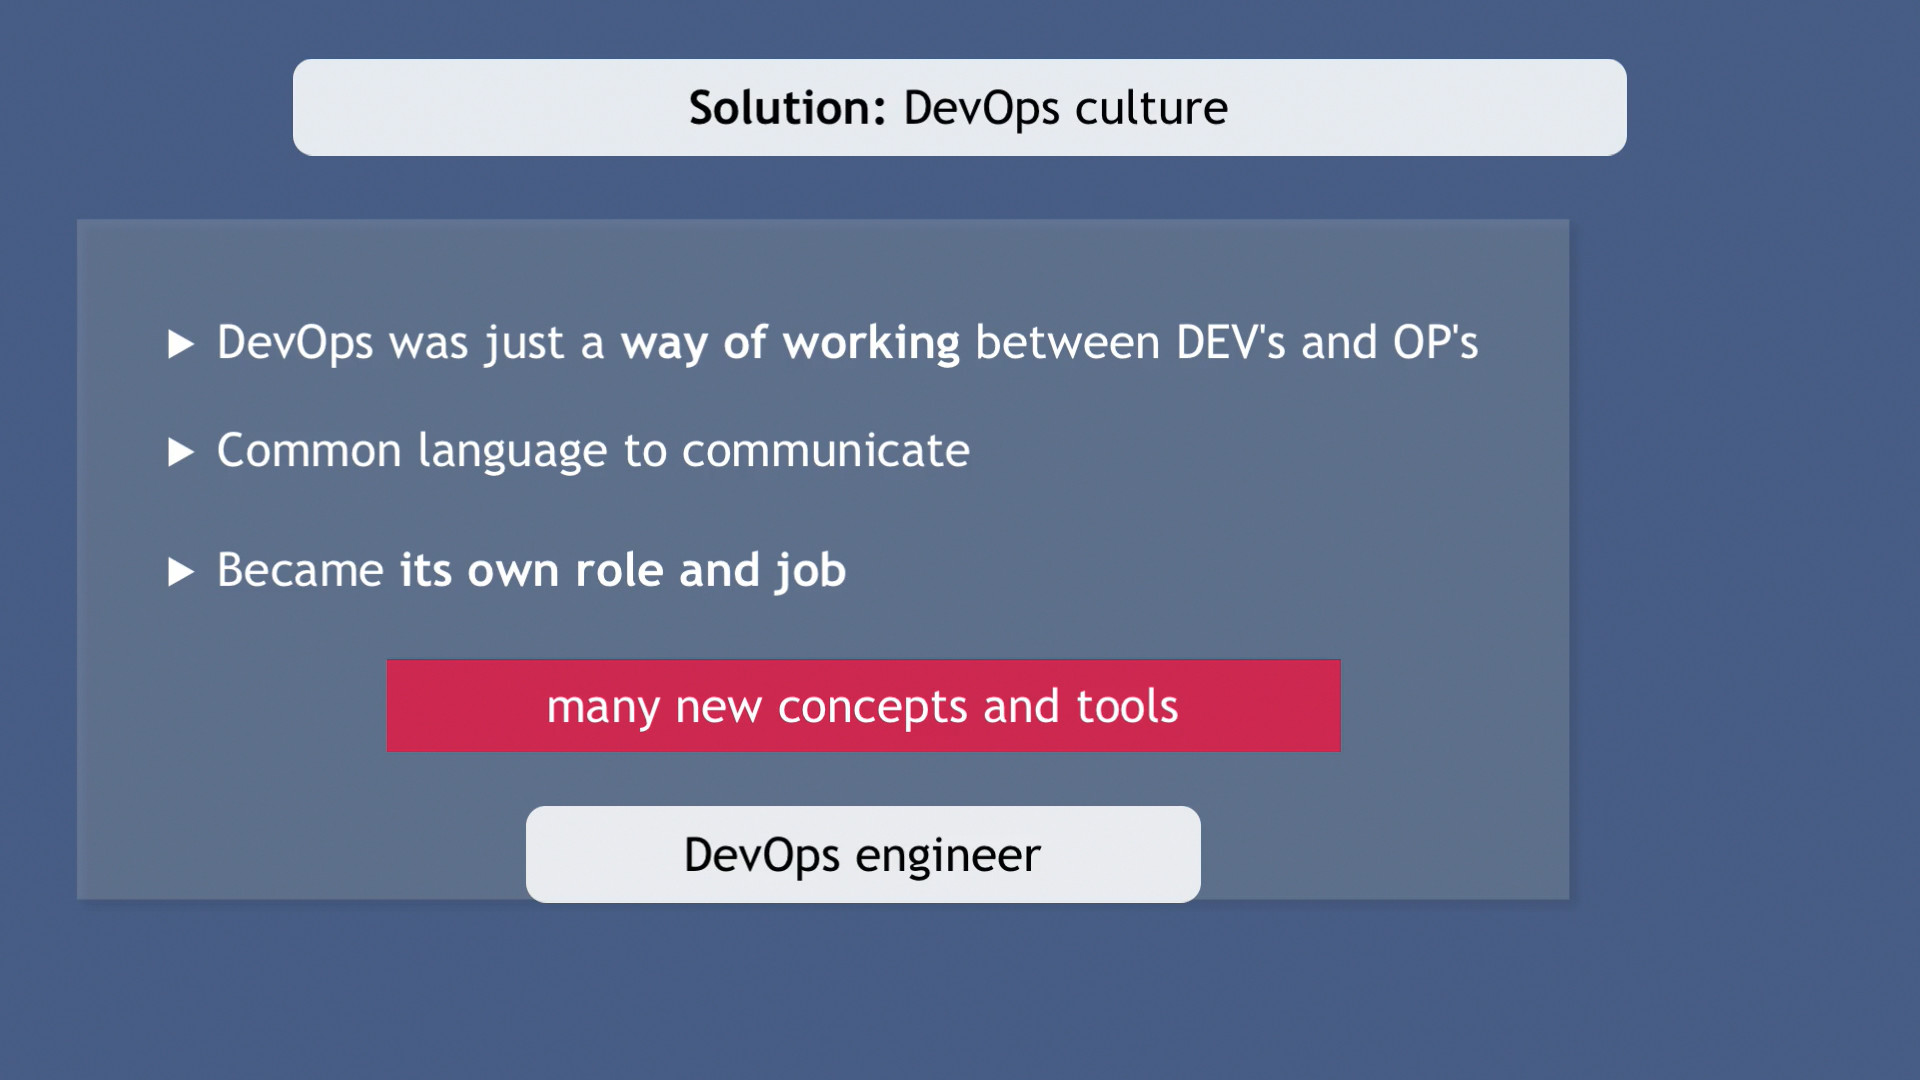 Solution: DevOps culture
▶ DevOps was just a way of working between DEV's and OP's
▶ Common language to communicate
▶ Became its own role and job
many new concepts and tools
DevOps engineer